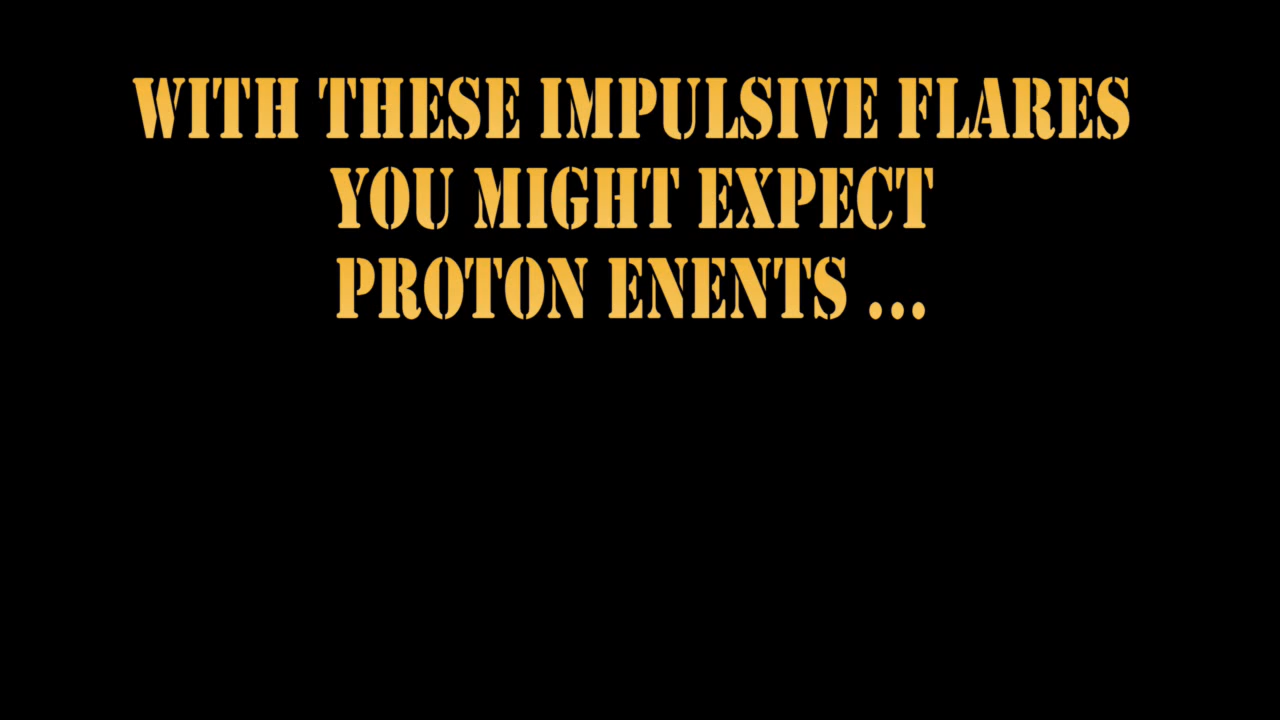 WITH THESE IMPULSIVE FLARES
YOU MIGHT EXPECT
PROTON ENENTS ...